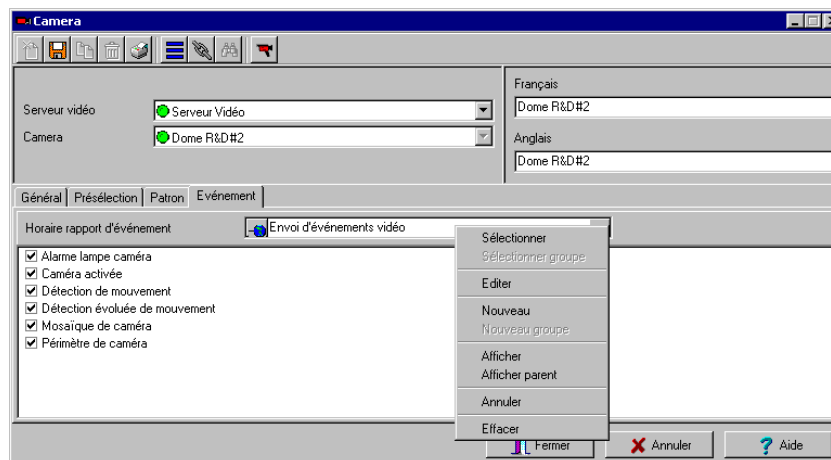 Camera
Français
Serveur vidéo
Serveur Vidéo
Dome R&D#2
Camera
Dome R&D#2
Anglais
Dome R&D#2
Général Présélection Patron Evénement
Horaire rapport d'événement
Envoi d'événements vidéo
Alarme lampe caméra
Caméra activée
Détection de mouvement
Détection évoluée de mouvement
Mosaïque de caméra
Périmètre de caméra
Sélectionner
Sélectionner groupe
Editer
Nouveau
Nouveau groupe
Afficher
Afficher parent
Annuler
Effacer
Fermer Annuler Aide